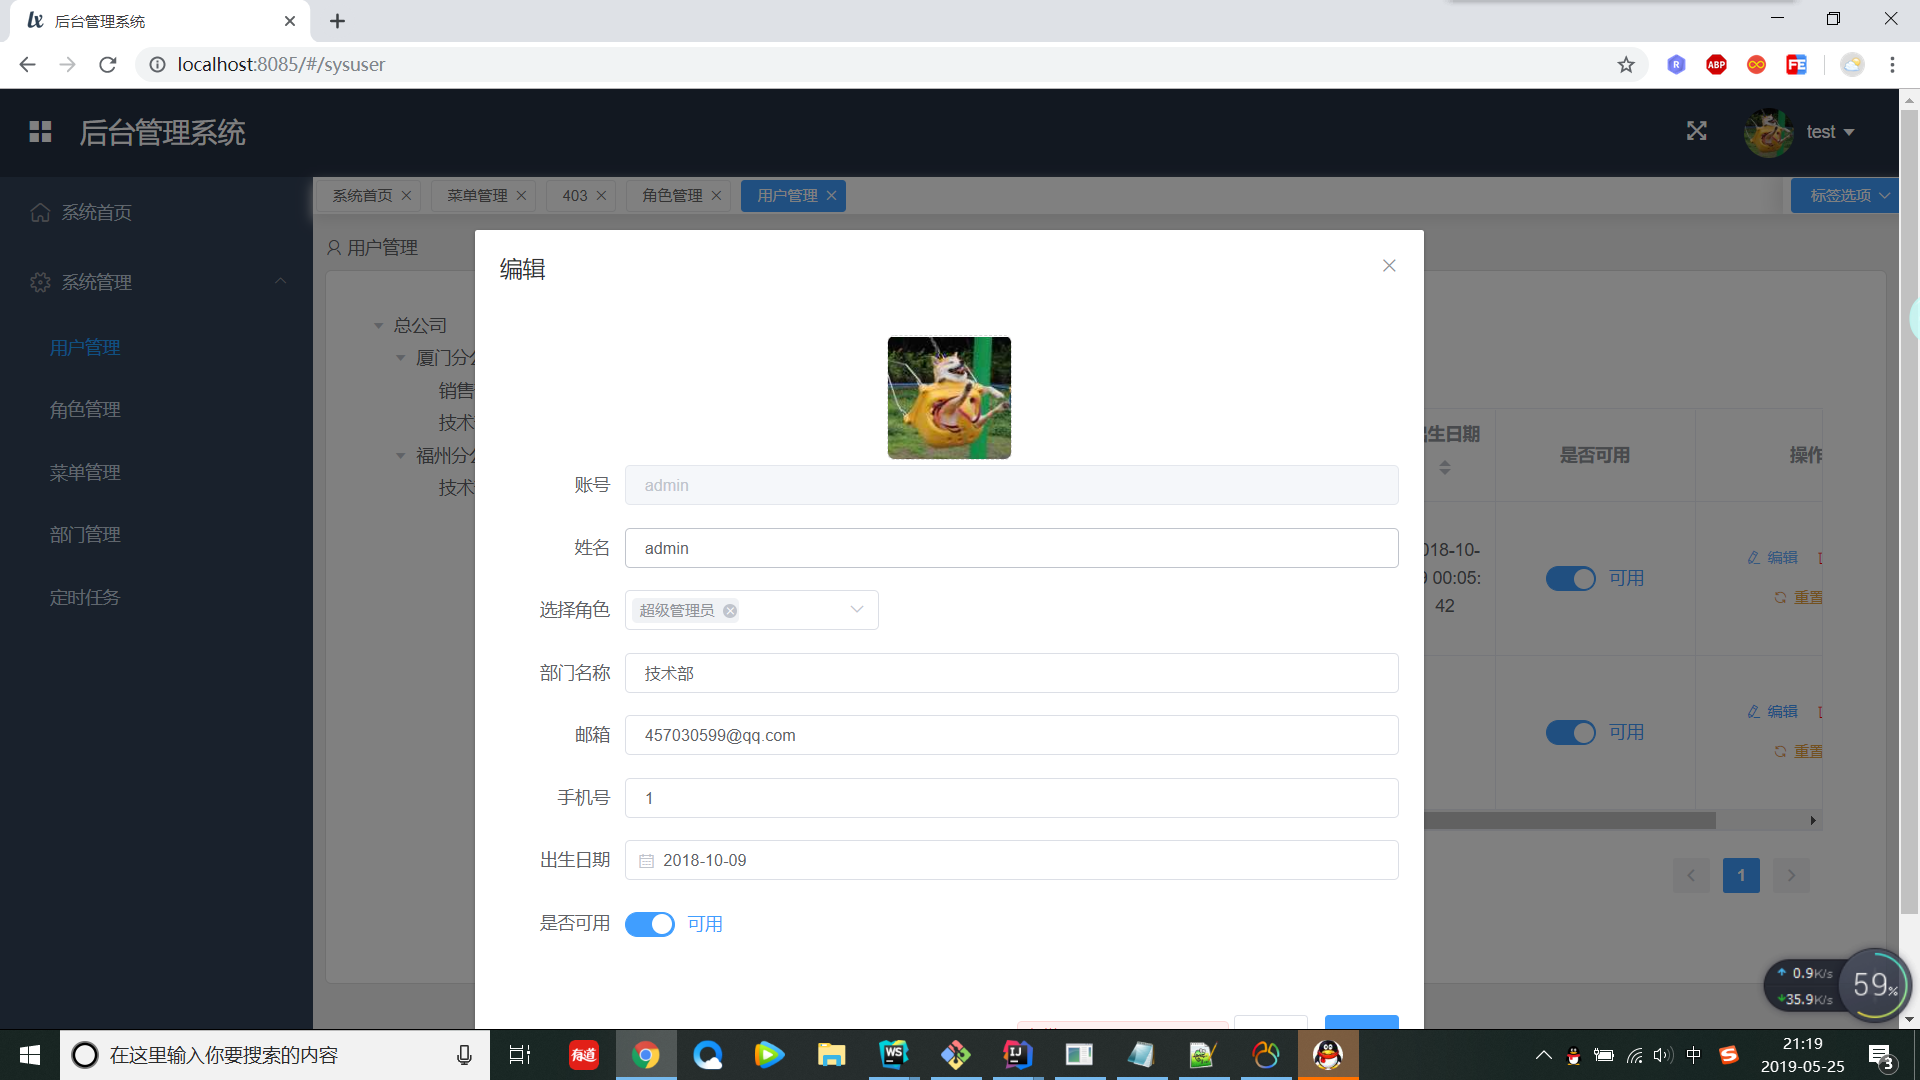 后台管理系统
localhost:8085/#/sysuser
R
ABP
FE
后台管理系统
test
系统首页
系统管理
用户管理
角色管理
菜单管理
部门管理
定时任务
系统首页
菜单管理
403
角色管理
用户管理
标签选项
用户管理
总公司
厦门分
销售
技术
福州分
技术
编辑
账号
admin
姓名
admin
选择角色
超级管理员
部门名称
技术部
邮箱
457030599@qq.com
手机号
1
出生日期
2018-10-09
是否可用
可用
生日期
是否可用
操作
018-10-
00:05:
42
可用
编辑
重置
可用
编辑
重置
1
0.9K/s
35.9K/s
59%
在这里输入你要搜索的内容
有道
WS
IJ
中
21:19
2019-05-25
3